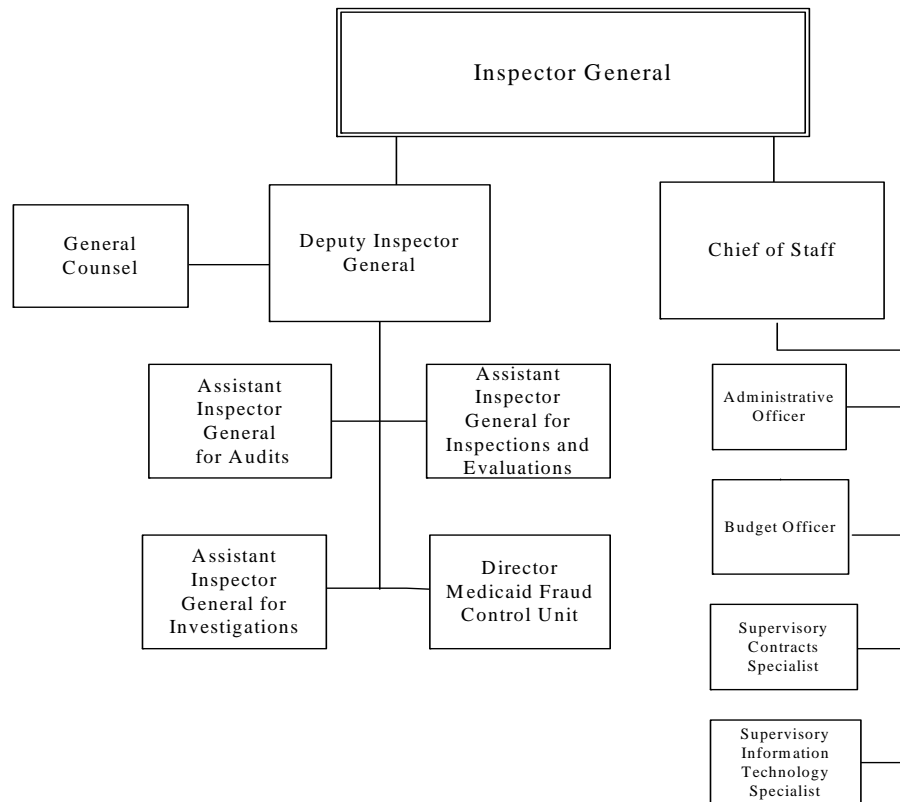 Inspector General
General
Counsel
Deputy Inspector
General
Chief of Staff
Assistant
Inspector
General
for Audits
Assistant
Inspector
General for
Inspections and
Evaluations
Administrative
Officer
Assistant
Inspector
General for
Investigations
Director
Medicaid Fraud
Control Unit
Budget Officer
Supervisory
Contracts
Specialist
Supervisory
Information
Technology
Specialist